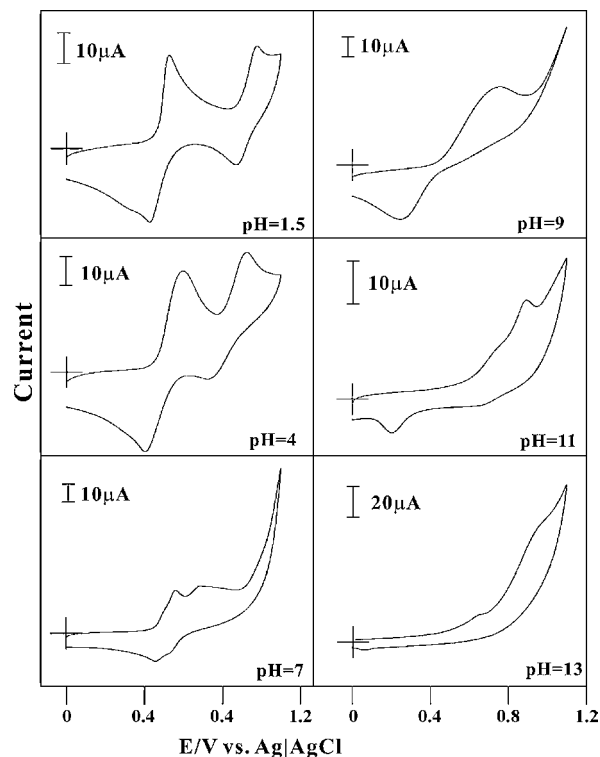 10μA
pH=1.5
10μA
pH=9
10μA
pH=4
10μA
pH=11
10μA
pH=7
20μA
pH=13
Current
0 0.4 0.8 1.2
0 0.4 0.8 1.2
E/V vs. Ag|AgCl